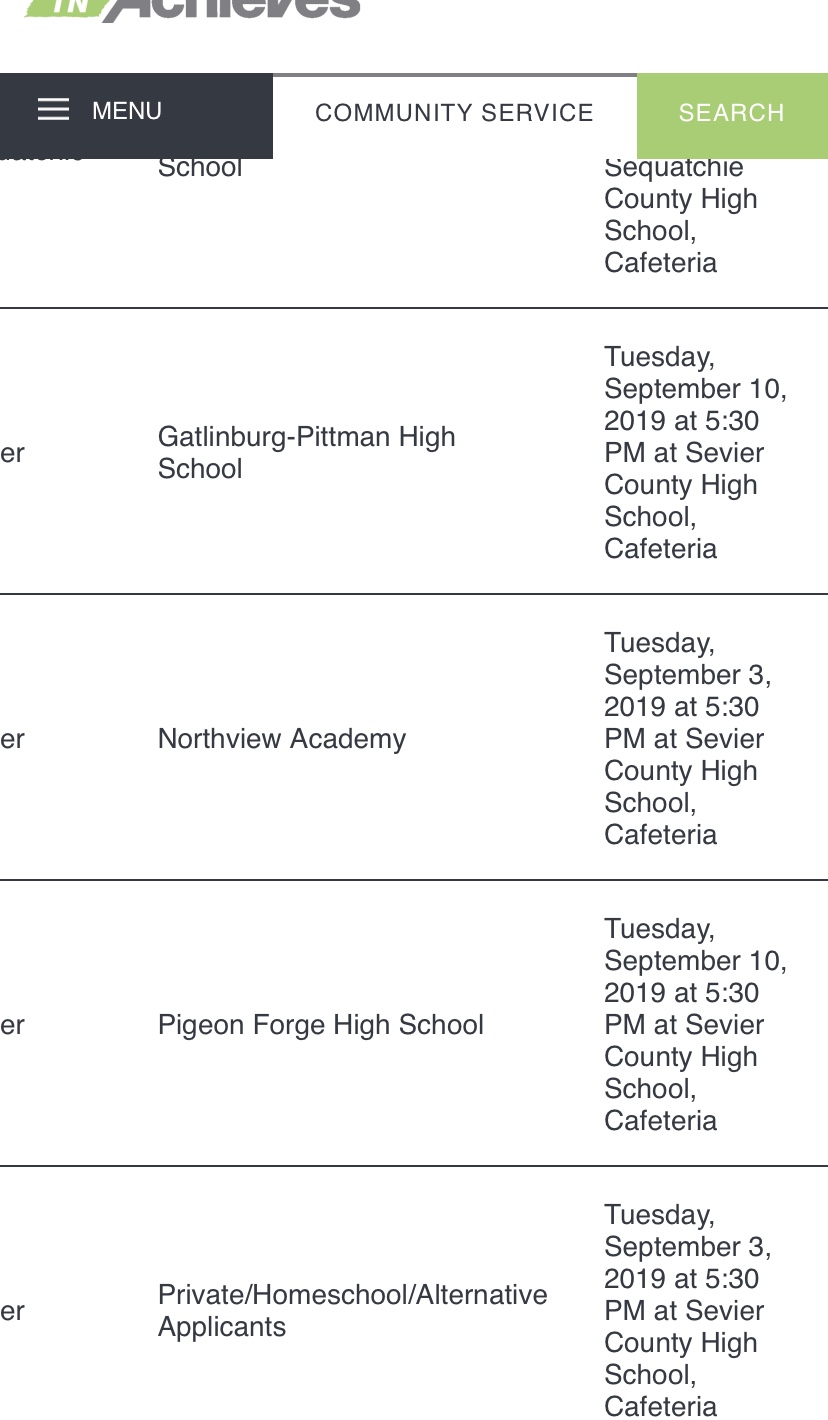 IN Achieves
MENU
COMMUNITY SERVICE
SEARCH
School
Sequatchie
County High
School,
Cafeteria
er
Gatlinburg-Pittman High
School
Tuesday,
September 10,
2019 at 5:30
PM at Sevier
County High
School,
Cafeteria
er
Northview Academy
Tuesday,
September 3,
2019 at 5:30
PM at Sevier
County High
School,
Cafeteria
er
Pigeon Forge High School
Tuesday,
September 10,
2019 at 5:30
PM at Sevier
County High
School,
Cafeteria
er
Private/Homeschool/Alternative
Applicants
Tuesday,
September 3,
2019 at 5:30
PM at Sevier
County High
School,
Cafeteria